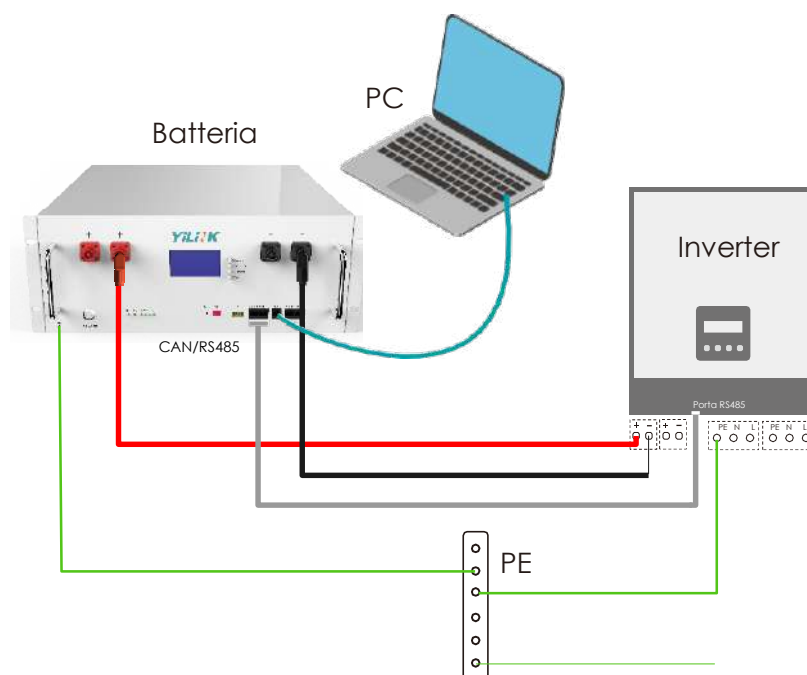 PC
Batteria
YiLiNK
Inverter
CAN/RS485
Porta RS485
+ − + −
PE N L PE N L
PE